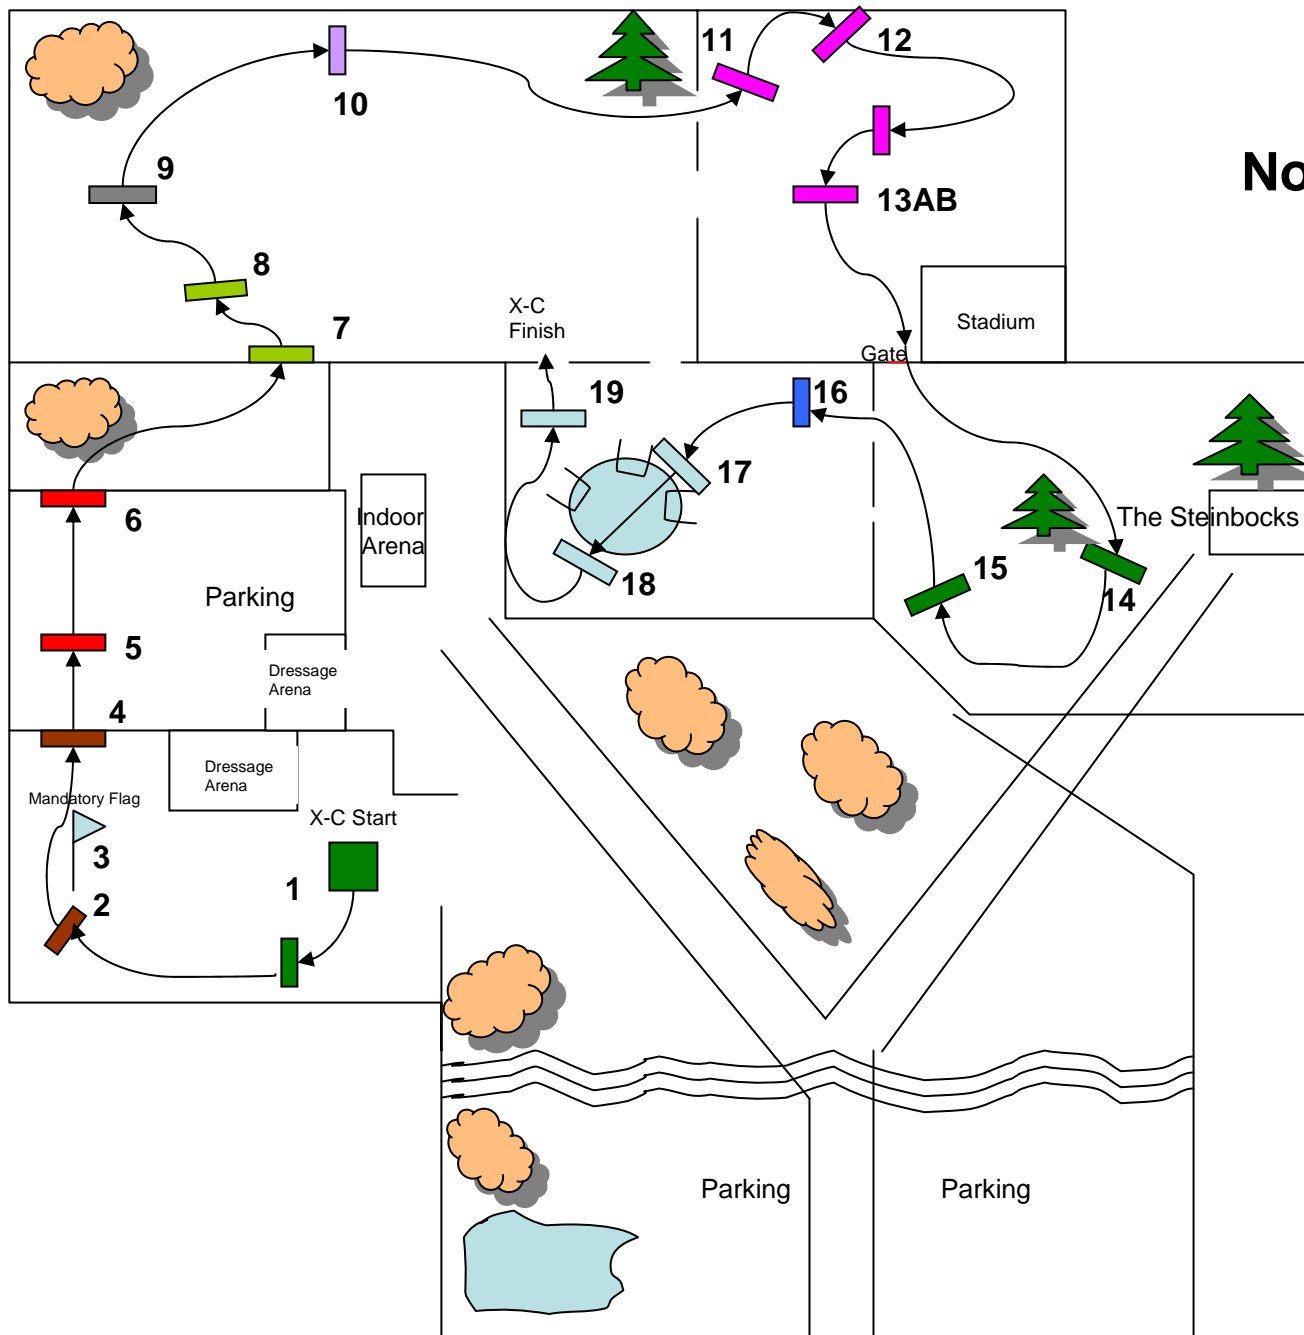 11
12
10
No
9
13AB
8
X-C
Finish
7
Stadium
Gate
19
16
17
6
Indoor
Arena
The Steinbocks
Parking
18
15
14
5
Dressage
Arena
4
Dressage
Arena
Mandatory Flag
X-C Start
3
1
2
Parking
Parking